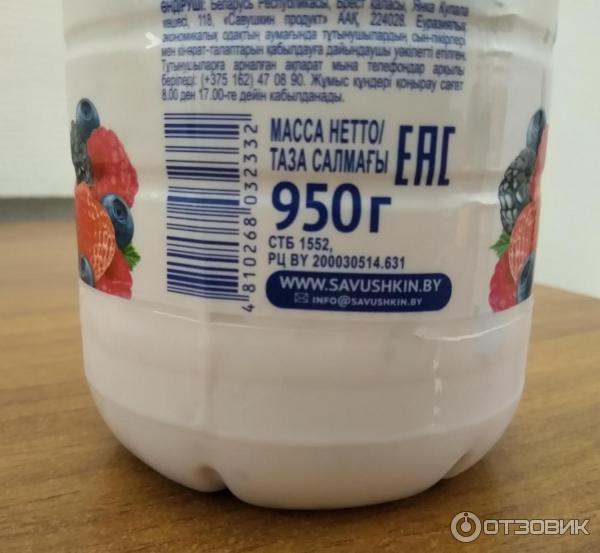 ӨНДІРУШІ: Беларусь Республикасы, Брест қаласы, Янка Купала
көшесі, 118, «Савушкин продукт» ААҚ, 224028. Еуразиялық
экономикалық одақтың аумағында тұтынушылардың сын-пікірлері
мен кінәрат-талаптарын қабылдауға дайындаушы уәкілетті етілген.
Тұтынушыларға арналған ақпарат мына телефондар арқылы
беріледі: (+375 162) 47 08 90. Жұмыс күндері қоңырау сағат
8.00 ден 17.00-ге дейін қабылданады.
4 810268 032332
МАССА НЕТТО/
ТАЗА САЛМАҒЫ
EAC
950 г
СТБ 1552,
РЦ BY 200030514.631
WWW.SAVUSHKIN.BY
INFO@SAVUSHKIN.BY
ОТЗОВИК